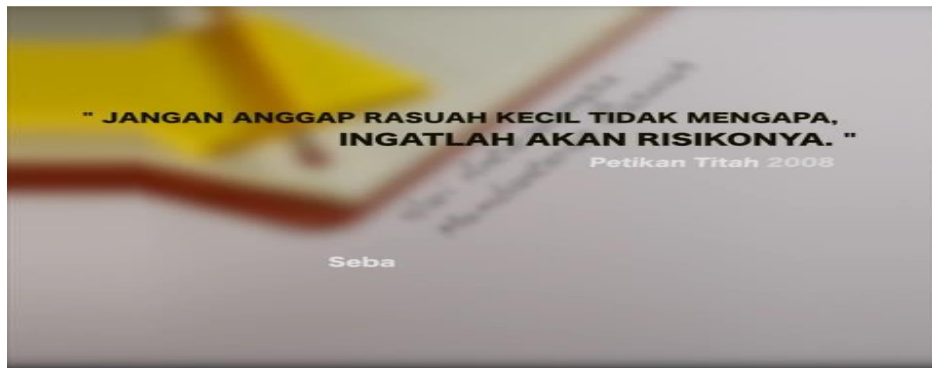 " JANGAN ANGGAP RASUAH KECIL TIDAK MENGAPA,
INGATLAH AKAN RISIKONYA. "
Petikan Titah 2008
Seba